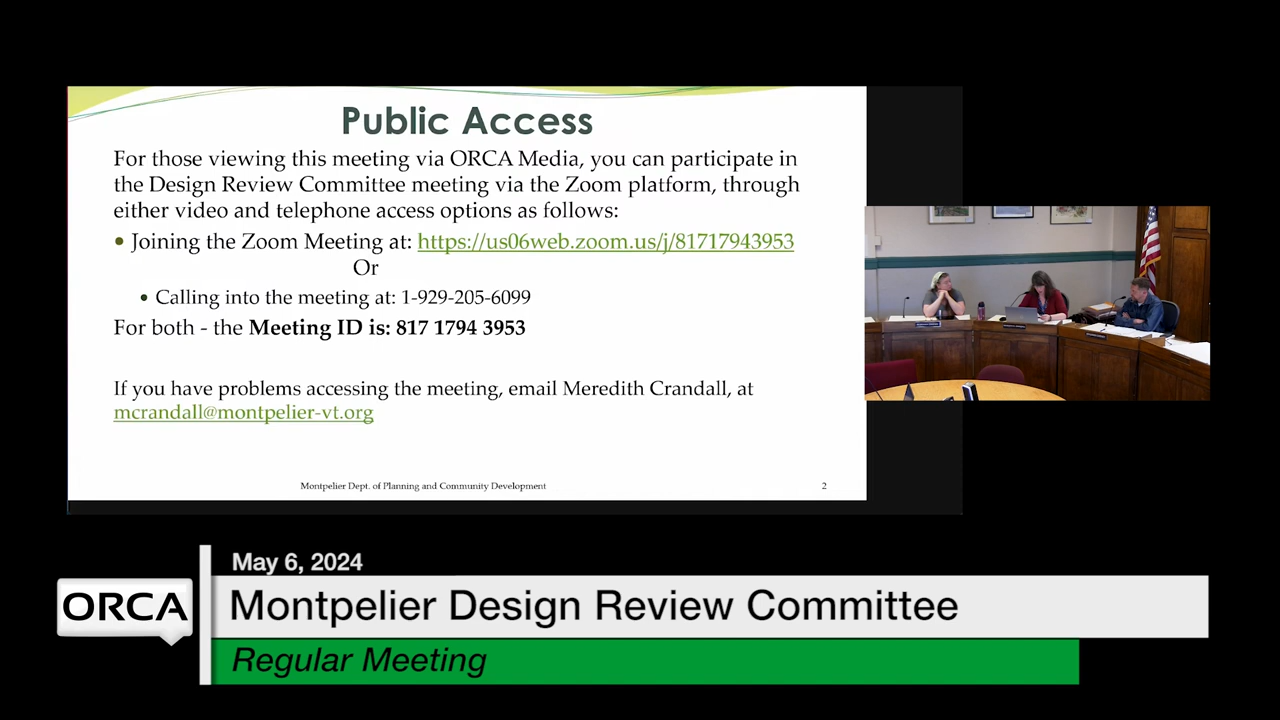 Public Access
For those viewing this meeting via ORCA Media, you can participate in
the Design Review Committee meeting via the Zoom platform, through
either video and telephone access options as follows:
• Joining the Zoom Meeting at: https://us06web.zoom.us/j/81717943953
Or
• Calling into the meeting at: 1-929-205-6099
For both - the Meeting ID is: 817 1794 3953
If you have problems accessing the meeting, email Meredith Crandall, at
mcrandall@montpelier-vt.org
Montpelier Dept. of Planning and Community Development
2
May 6, 2024
ORCA
Montpelier Design Review Committee
Regular Meeting